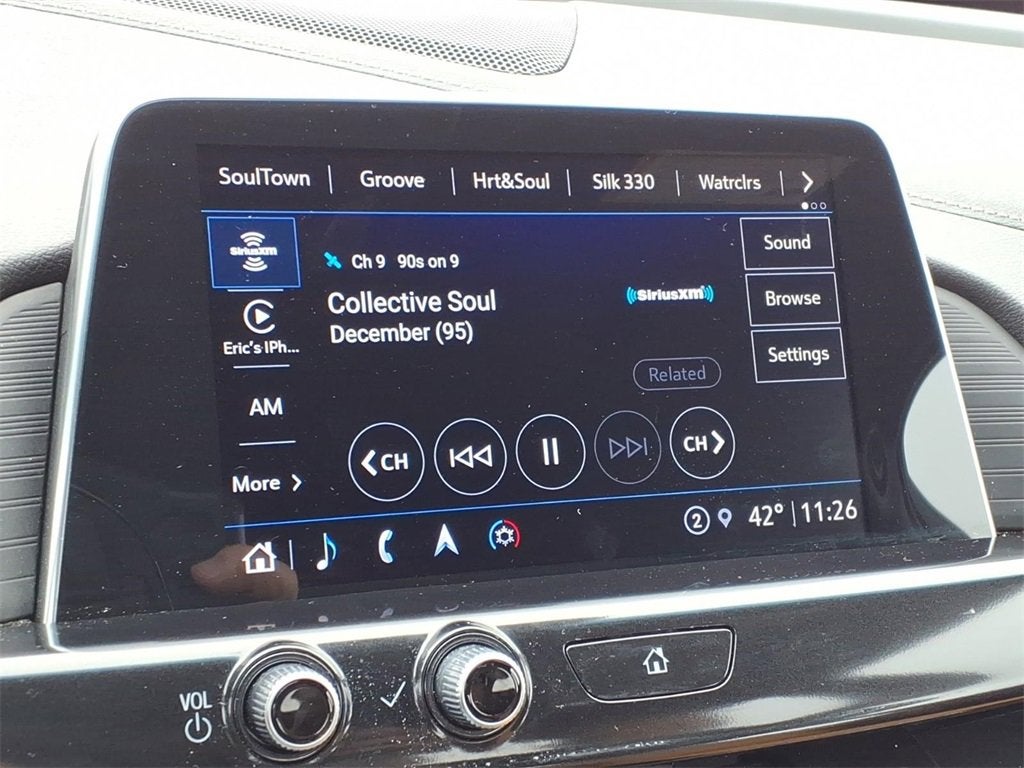 SoulTown
Groove
Hrt&Soul
Silk 330
Watrclrs
SiriusXM
Ch 9 90s on 9
Sound
Collective Soul
((SiriusXM))
Browse
December (95)
Eric's IPh...
Settings
Related
AM
CH
CH
More
2
42° 11:26
VOL